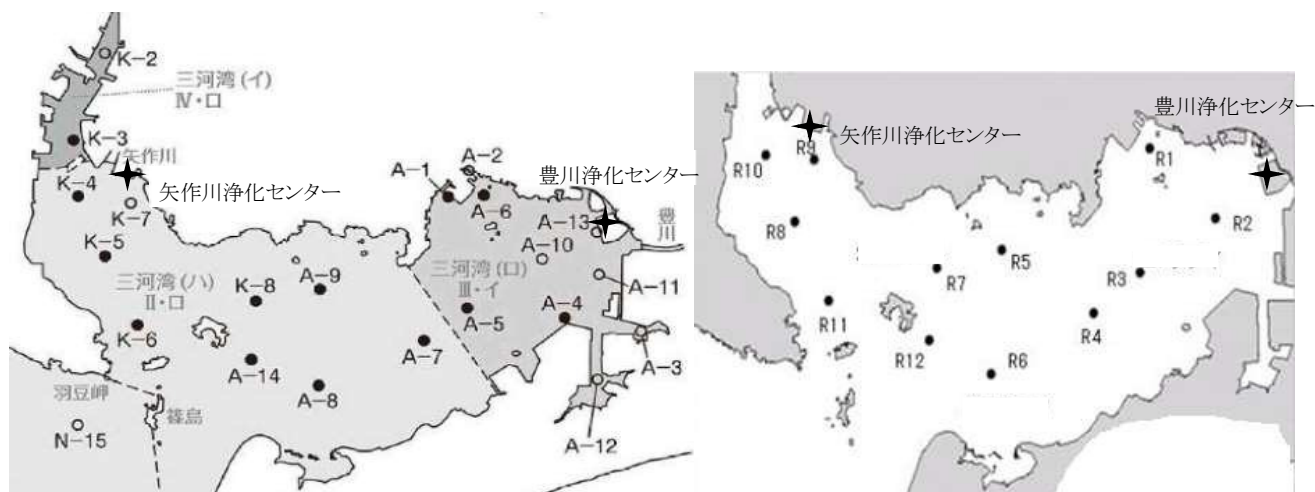 K-2
三河湾(イ)
Ⅳ・ロ
K-3
矢作川
矢作川浄化センター
K-4
K-7
K-5
三河湾(ハ)
Ⅱ・ロ
K-8
A-9
K-6
A-14
A-8
A-7
羽豆岬
篠島
N-15
A-1
A-2
A-6
豊川浄化センター
A-13
豊川
A-10
三河湾(ロ)
Ⅲ・イ
A-11
A-5
A-4
A-3
A-12
豊川浄化センター
矢作川浄化センター
R9
R10
R1
R8
R2
R5
R7
R3
R11
R4
R12
R6